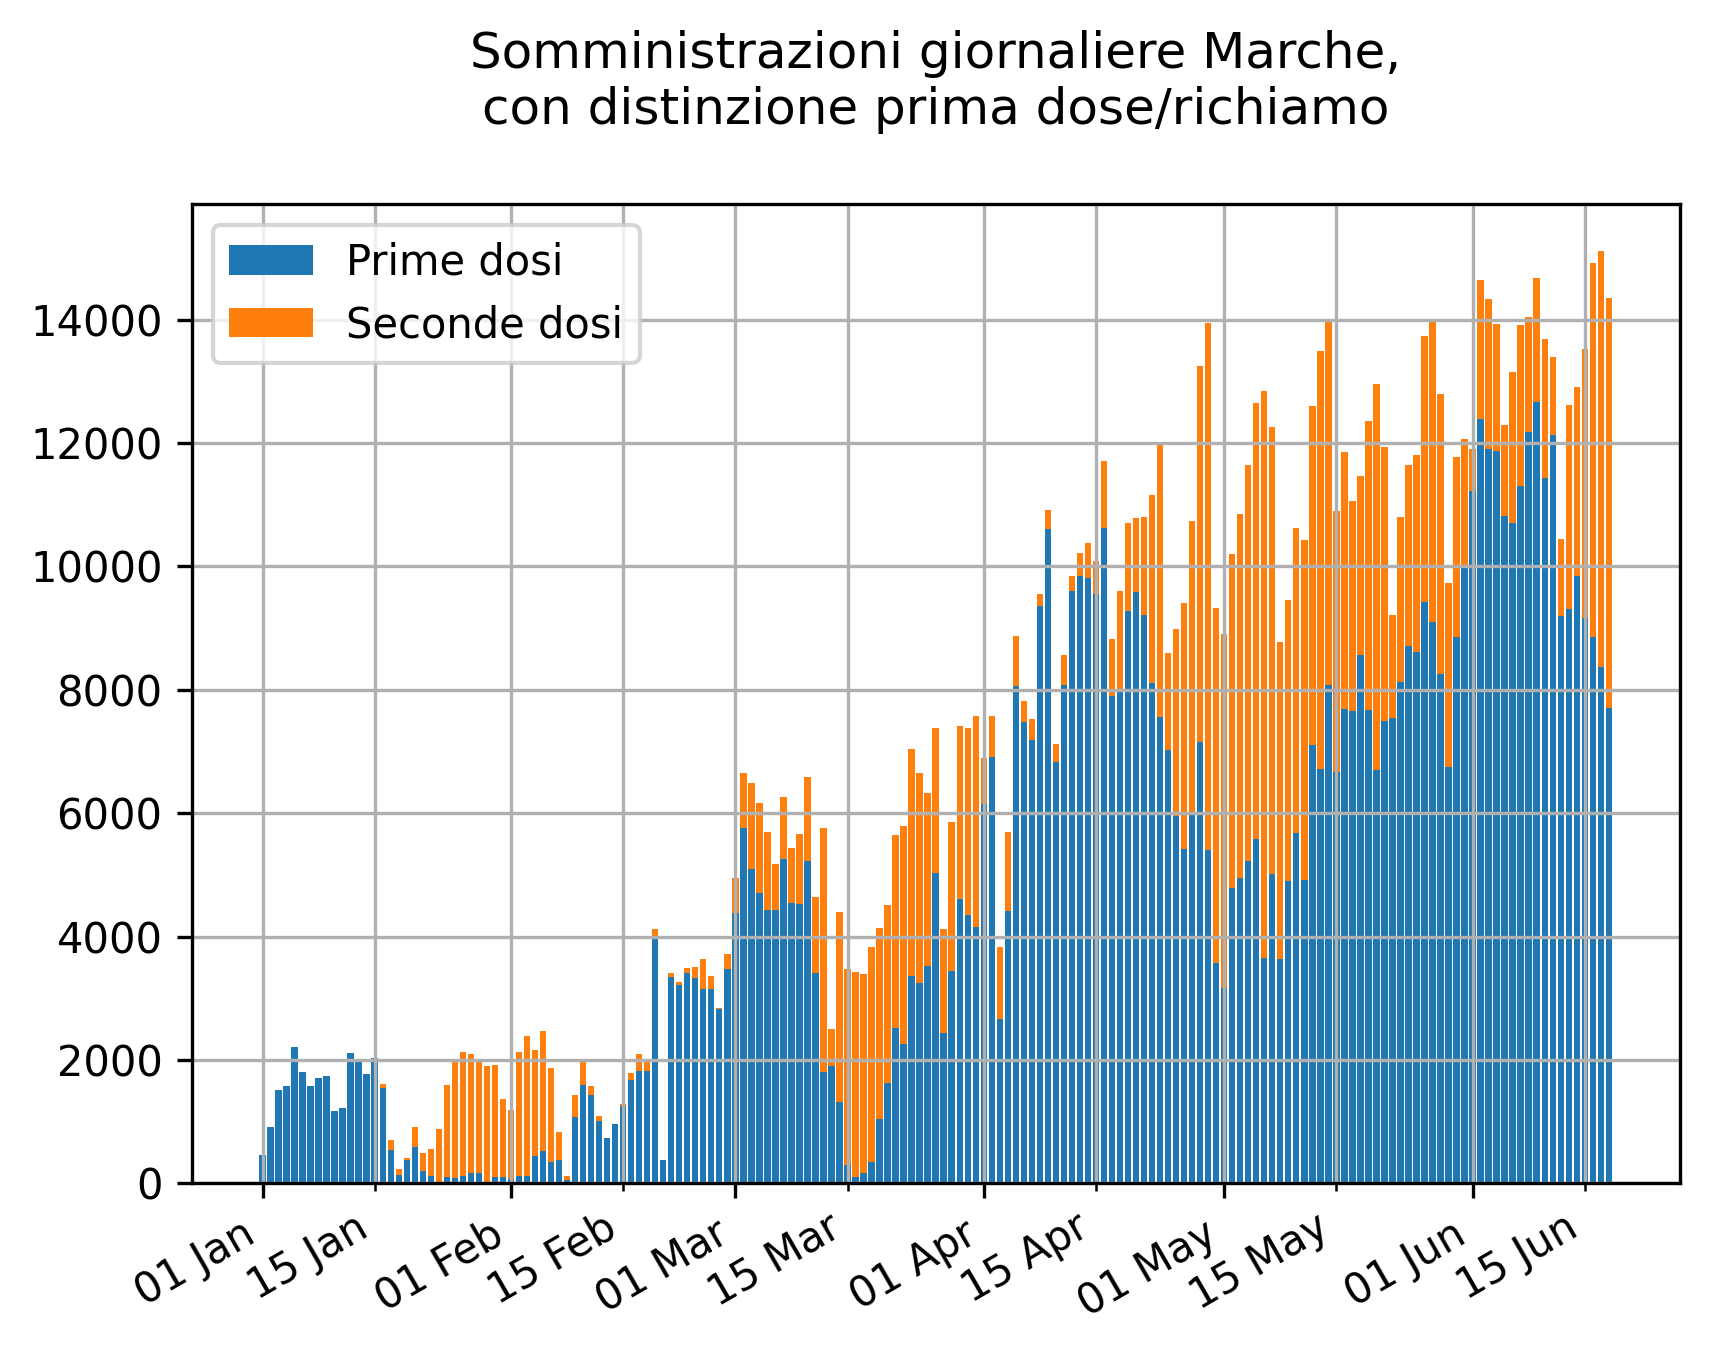 Somministrazioni giornaliere Marche,
con distinzione prima dose/richiamo
Prime dosi
Seconde dosi
14000
12000
10000
8000
6000
4000
2000
0
01 Jan
15 Jan
01 Feb
15 Feb
01 Mar
15 Mar
01 Apr
15 Apr
01 May
15 May
01 Jun
15 Jun